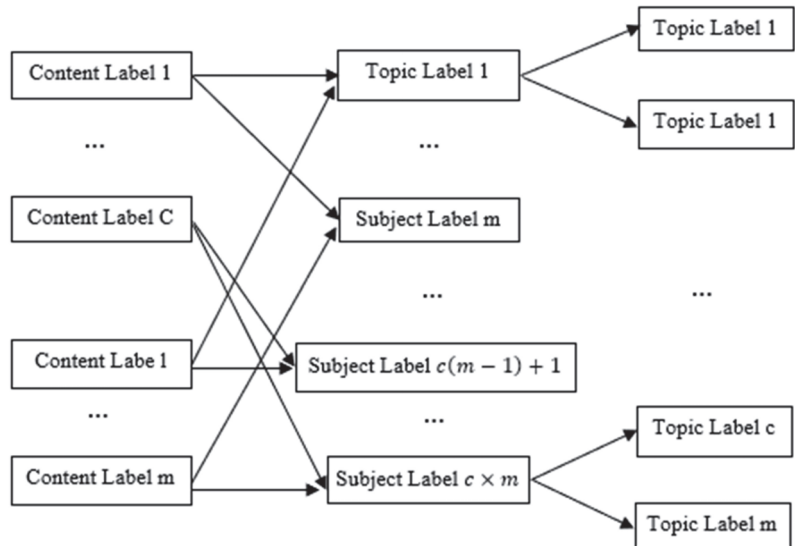 Content Label 1
...
Content Label C
Content Labe l
...
Content Label m
Topic Label 1
...
Subject Label m
...
Subject Label c(m − 1) + 1
...
Subject Label c × m
Topic Label 1
Topic Label 1
...
Topic Label c
Topic Label m